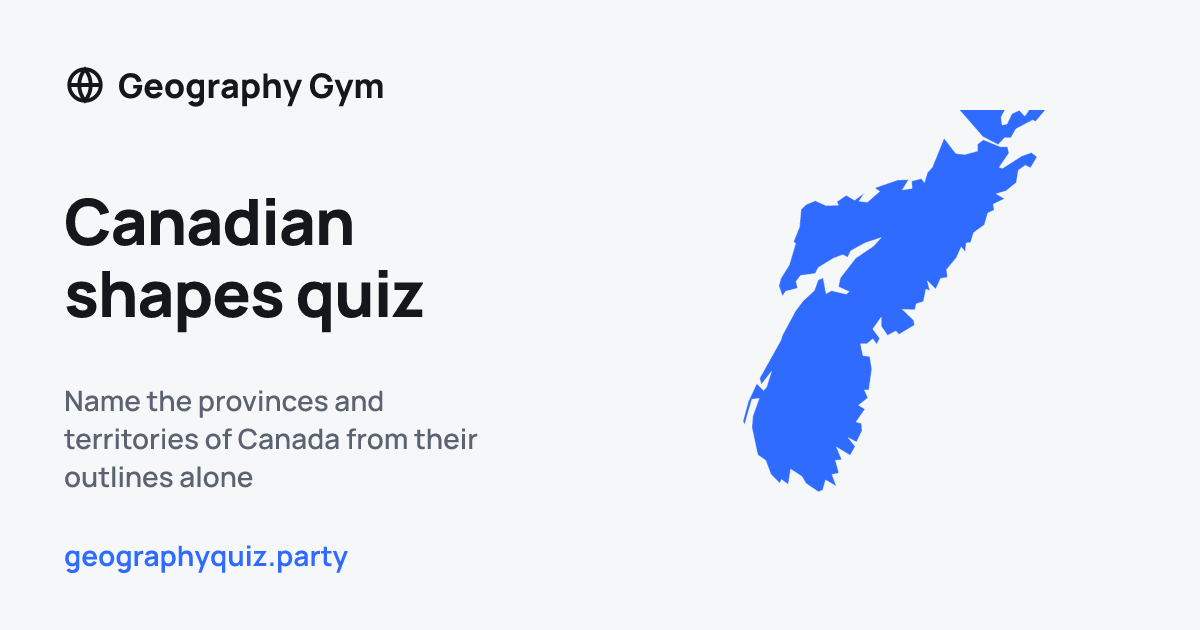 Geography Gym
Canadian
shapes quiz
Name the provinces and
territories of Canada from their
outlines alone
geographyquiz.party